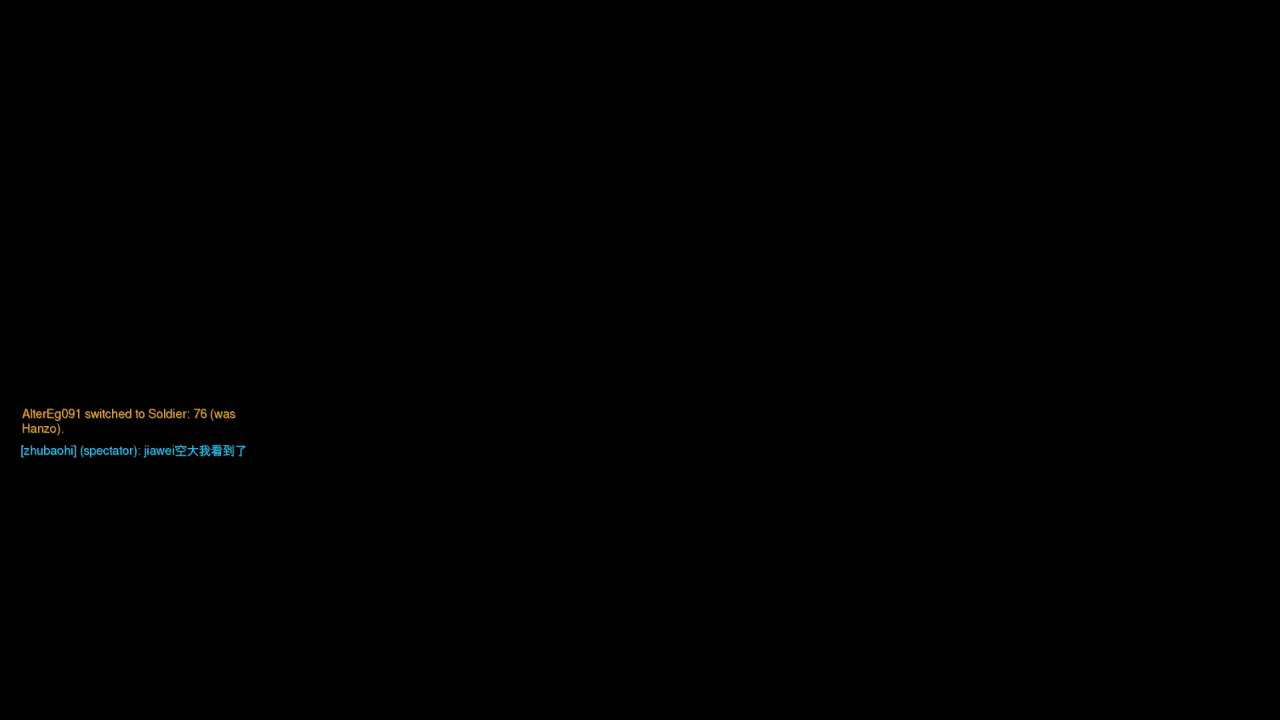 AlterEg091 switched to Soldier: 76 (was
Hanzo).
[zhubaohi] (spectator): jiawei空大我看到了